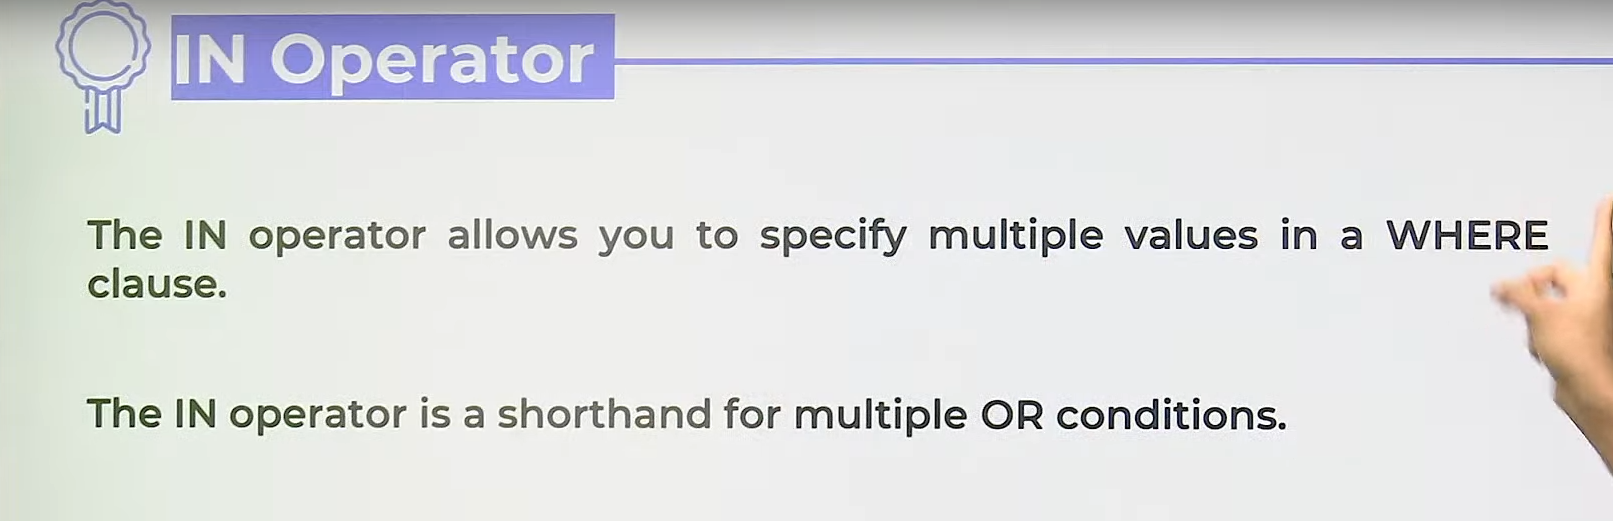 IN Operator
The IN operator allows you to specify multiple values in a WHERE
clause.
The IN operator is a shorthand for multiple OR conditions.